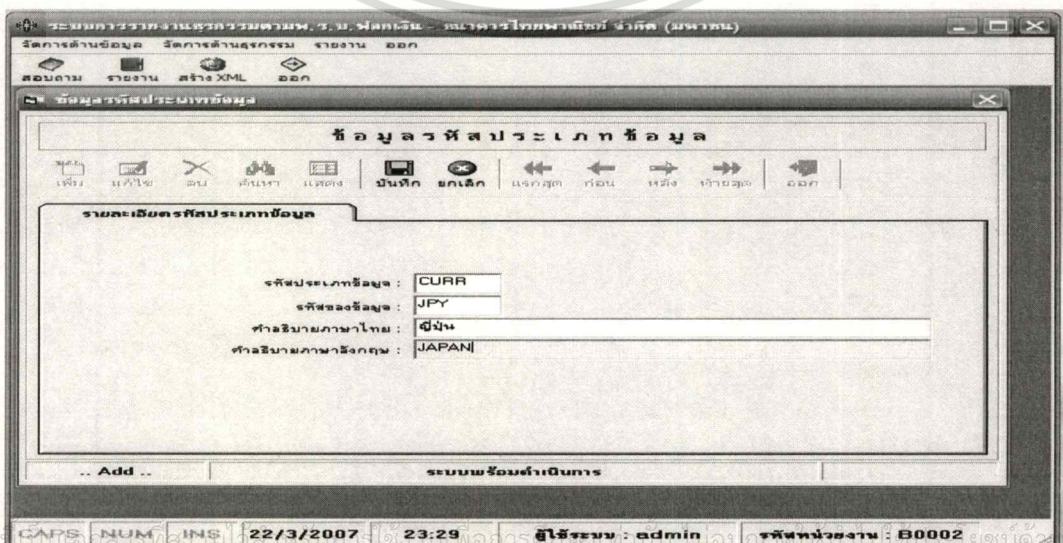 ระบบการรายงานธุรกรรมตามพ.ร.บ.ฟอกเงิน - ธนาคารไทยพาณิชย์ จำกัด (มหาชน)
จัดการด้านข้อมูล จัดการด้านธุรกรรม รายงาน ออก
สอบถาม รายงาน สร้าง XML ออก
ข้อมูลรหัสประเภทข้อมูล
ข้อมูลรหัสประเภทข้อมูล
เพิ่ม แก้ไข ลบ ค้นหา แสดง บันทึก ยกเลิก แรกสุด ก่อน หลัง ท้ายสุด ออก
รายละเอียดรหัสประเภทข้อมูล
รหัสประเภทข้อมูล : CURR
รหัสของข้อมูล : JPY
คำอธิบายภาษาไทย : ญี่ปุ่น
คำอธิบายภาษาอังกฤษ : JAPAN
.. Add .. ระบบพร้อมดำเนินการ
CAPS NUM INS 22/3/2007 23:29 ผู้ใช้ระบบ : admin รหัสหน่วยงาน : B0002